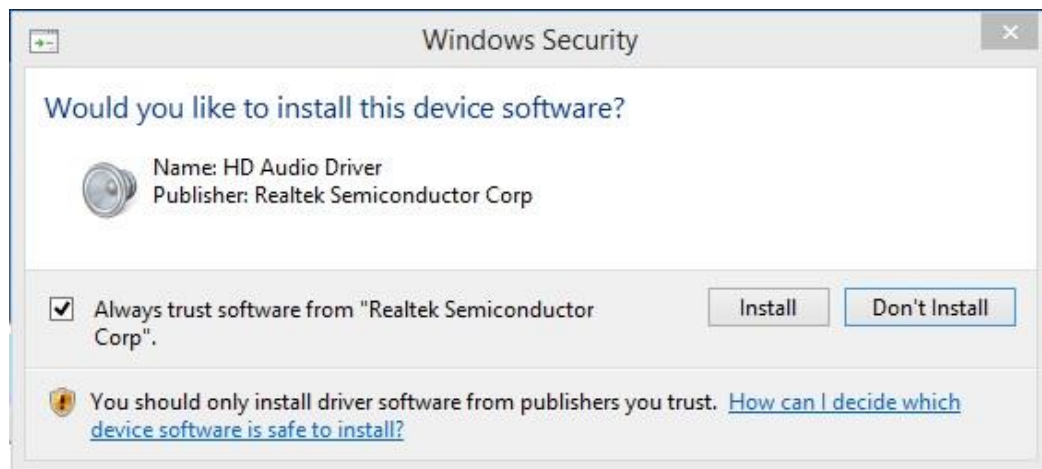 Windows Security
Would you like to install this device software?
Name: HD Audio Driver
Publisher: Realtek Semiconductor Corp
Always trust software from "Realtek Semiconductor
Corp".
Install
Don't Install
You should only install driver software from publishers you trust. How can I decide which
device software is safe to install?